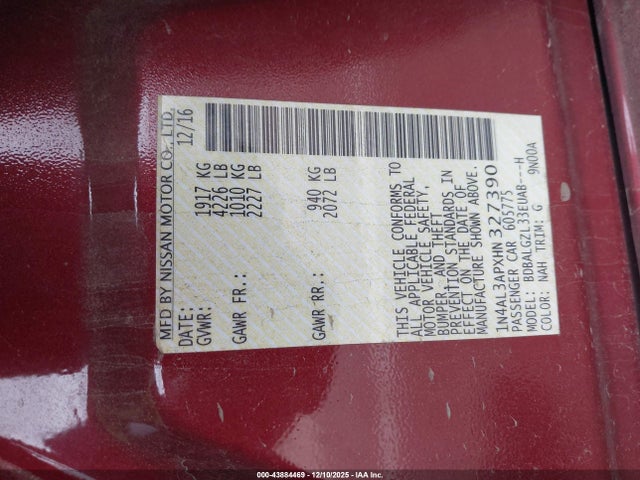 MFD BY NISSAN MOTOR CO., LTD.
DATE: 12/16
GVWR: 1917 KG
4226 LB
GAWR FR.: 1010 KG
2227 LB
GAWR RR.: 940 KG
2072 LB
THIS VEHICLE CONFORMS TO
ALL APPLICABLE FEDERAL
MOTOR VEHICLE SAFETY,
BUMPER, AND THEFT
PREVENTION STANDARDS IN
EFFECT ON THE DATE OF
MANUFACTURE SHOWN ABOVE.
1N4AL3APXHN327390
PASSENGER CAR 605775
MODEL: BDBALGZL33EUAB---H
COLOR: NAH TRIM: G 9N00A
000-43884469 - 12/10/2025 - IAA Inc.